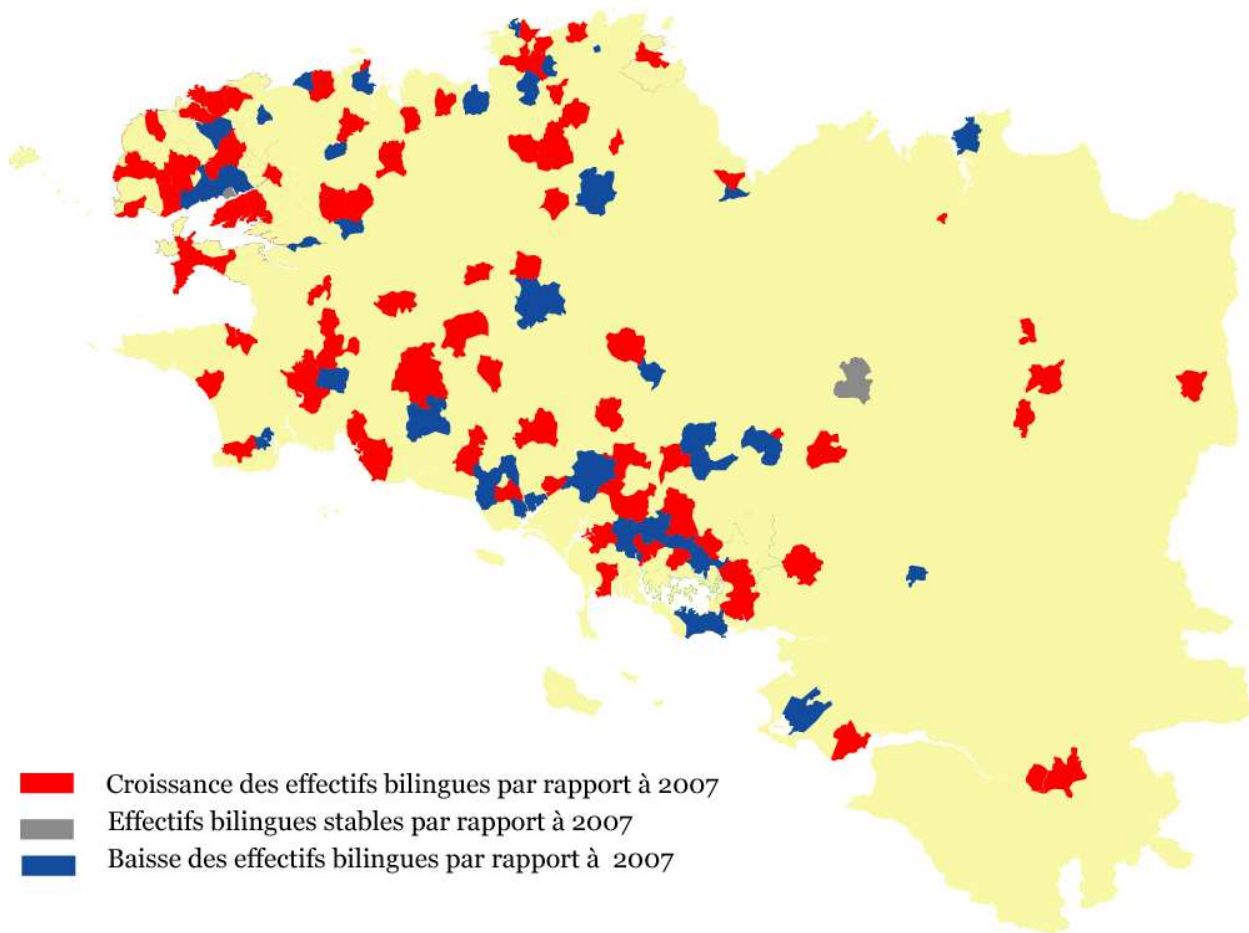 Croissance des effectifs bilingues par rapport à 2007
Effectifs bilingues stables par rapport à 2007
Baisse des effectifs bilingues par rapport à 2007